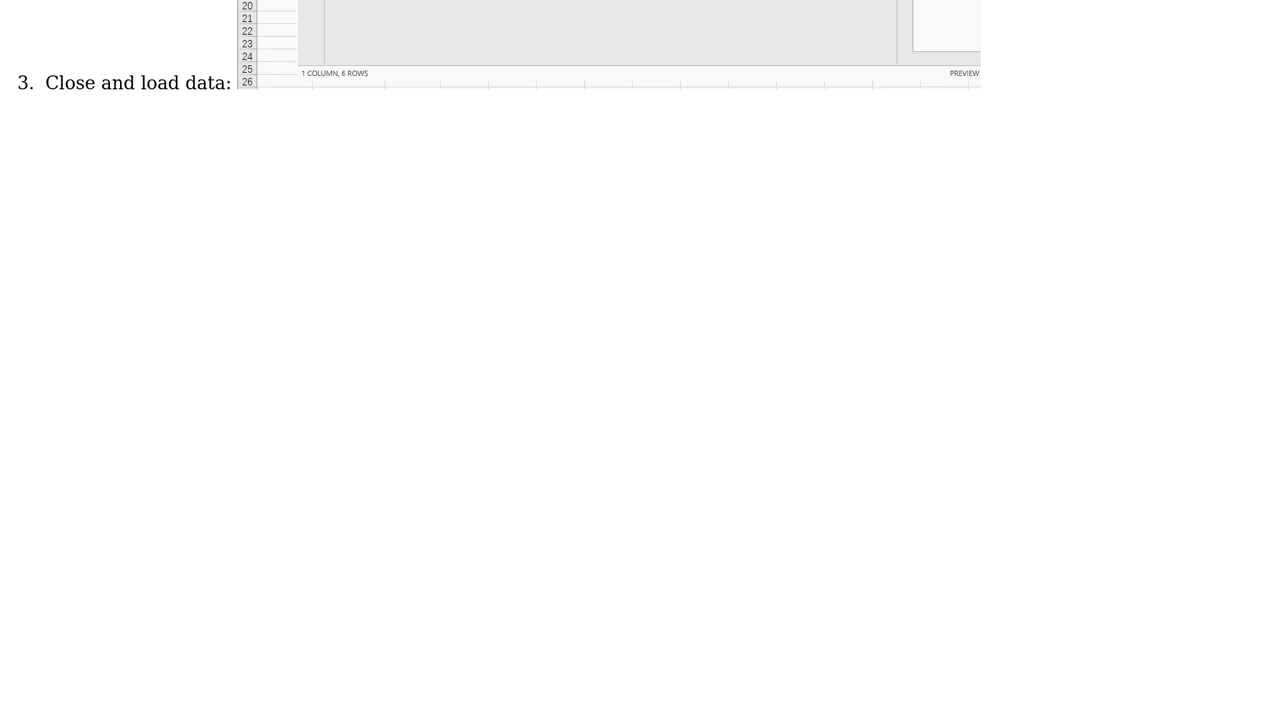 20
21
22
23
24
25
26
1 COLUMN, 6 ROWS
PREVIEW
3. Close and load data: